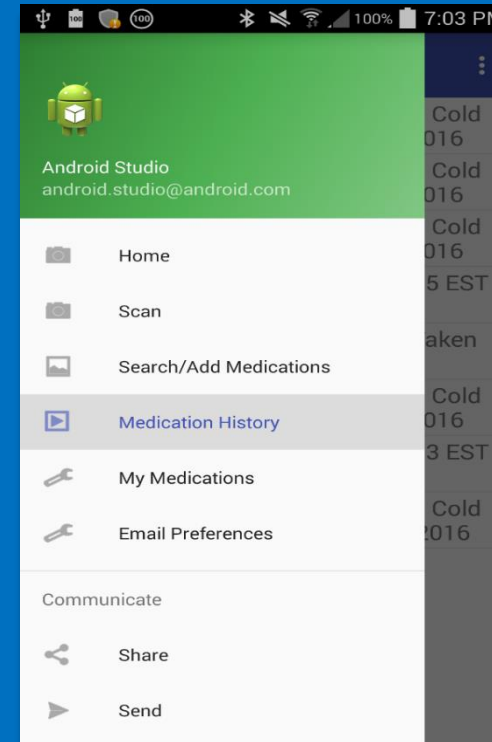 100 100 100% 7:03 PM
Android Studio
android.studio@android.com
Home
Scan
Search/Add Medications
Medication History
My Medications
Email Preferences
Communicate
Share
Send
Cold
016
Cold
016
Cold
016
5 EST
aken
Cold
016
3 EST
Cold
2016